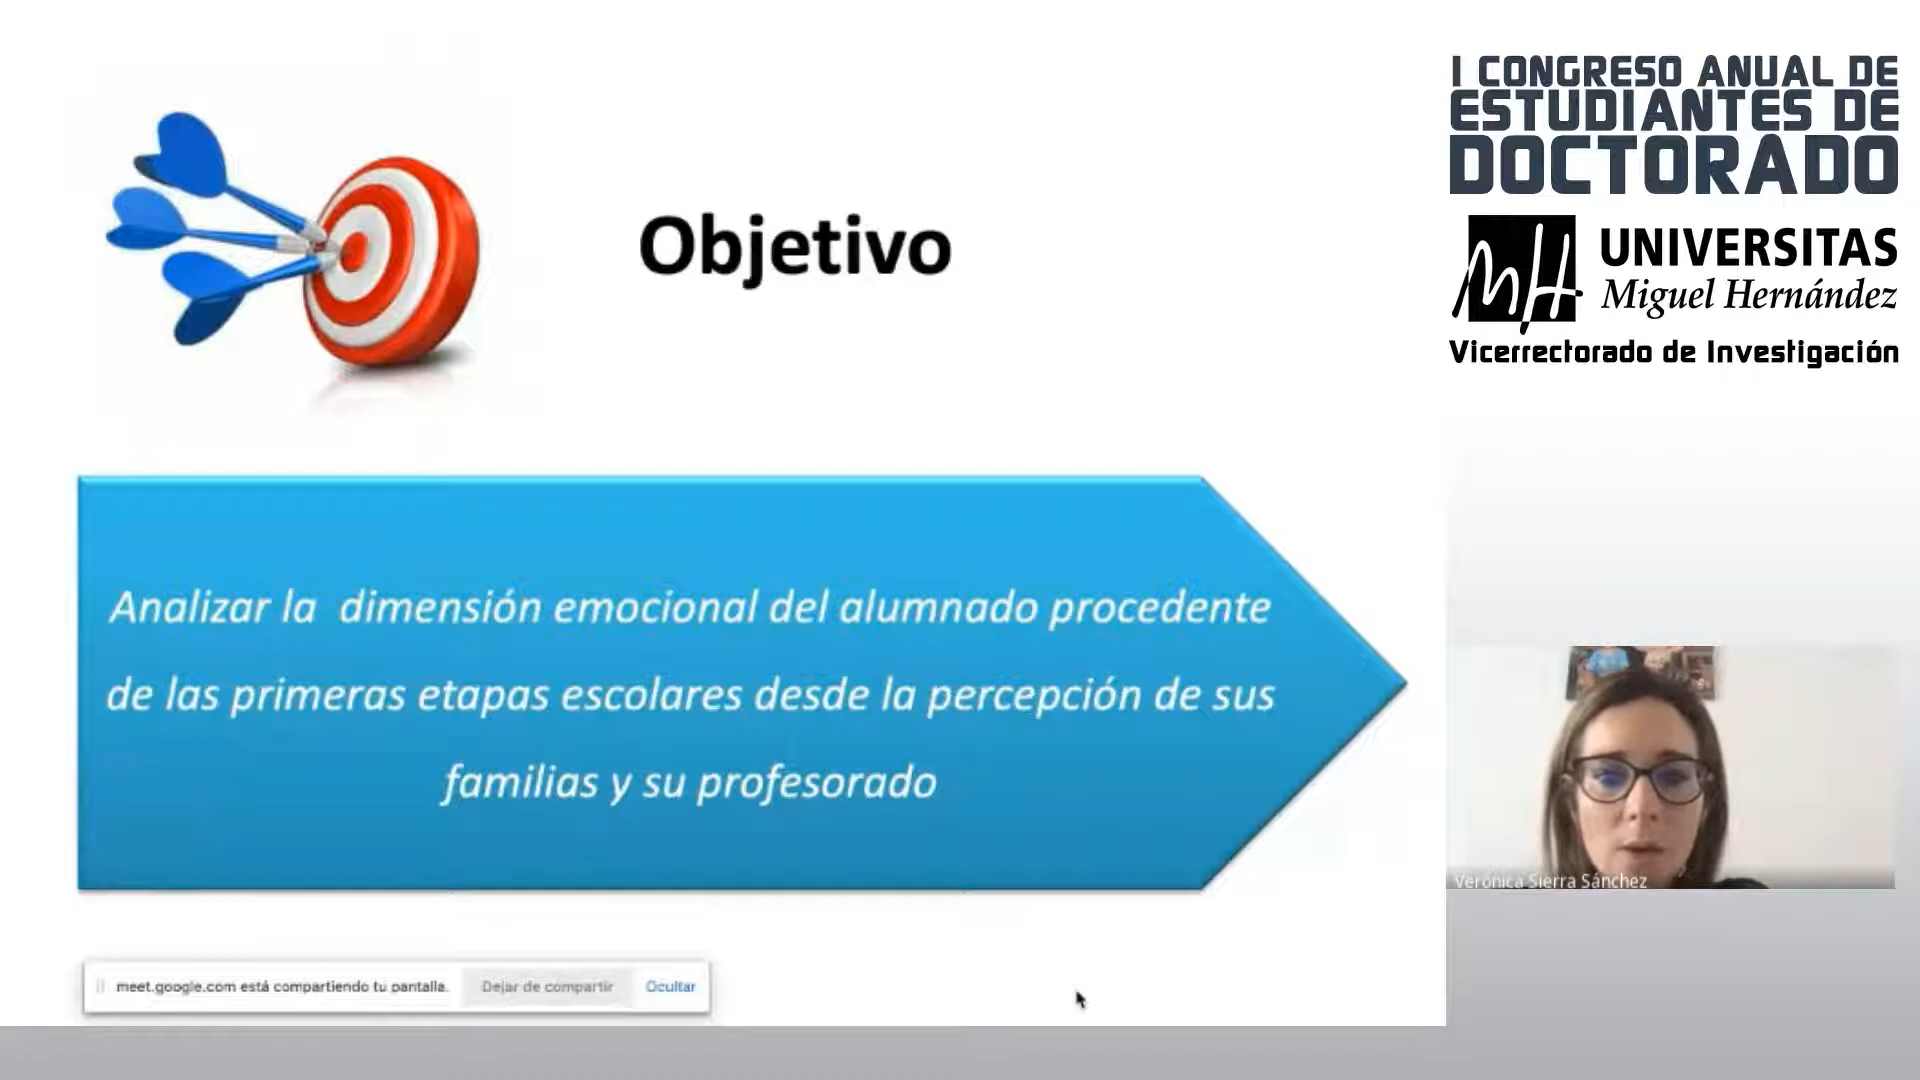 Objetivo
Analizar la dimensión emocional del alumnado procedente
de las primeras etapas escolares desde la percepción de sus
familias y su profesorado
meet.google.com está compartiendo tu pantalla.
Dejar de compartir
Ocultar
I CONGRESO ANUAL DE
ESTUDIANTES DE
DOCTORADO
UNIVERSITAS
Miguel Hernández
Vicerrectorado de Investigación
Verónica Sierra Sánchez